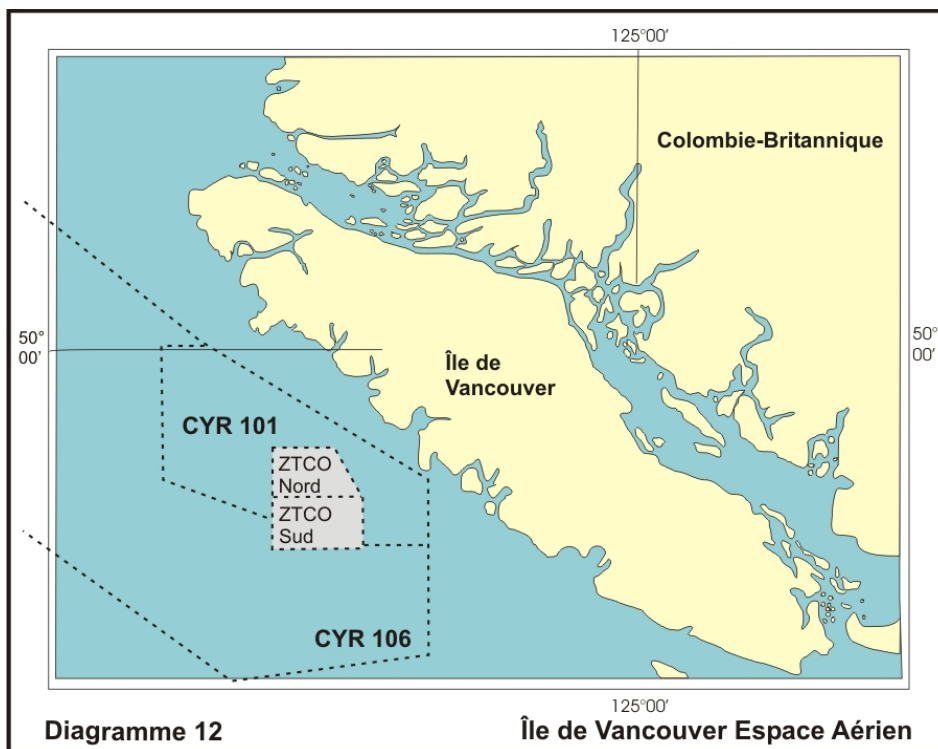 125°00'
Colombie-Britannique
50°
00'
50°
00'
Île de
Vancouver
CYR 101
ZTCO
Nord
ZTCO
Sud
CYR 106
125°00'
Diagramme 12
Île de Vancouver Espace Aérien